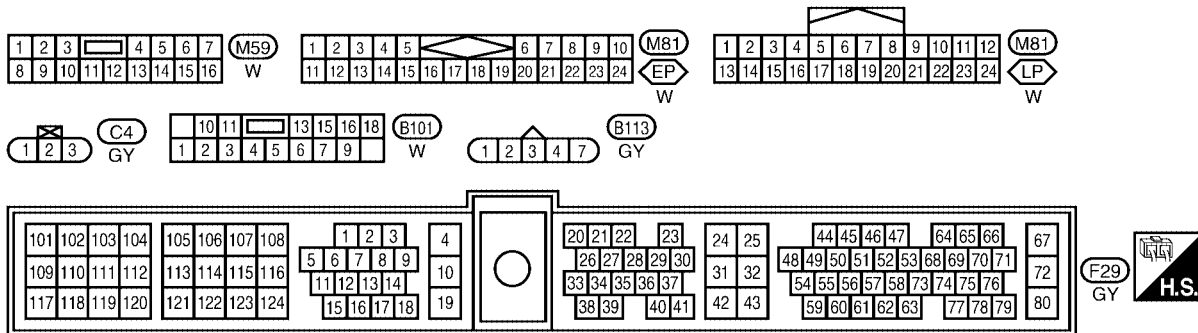 1 2 3 4 5 6 7 M59
8 9 10 11 12 13 14 15 16 W
1 2 3 4 5 6 7 8 9 10 M81
11 12 13 14 15 16 17 18 19 20 21 22 23 24 EP
W
1 2 3 4 5 6 7 8 9 10 11 12 M81
13 14 15 16 17 18 19 20 21 22 23 24 LP
W
1 2 3 C4
GY
10 11 13 15 16 18 B101
1 2 3 4 5 6 7 9 W
1 2 3 4 7 B113
GY
101 102 103 104 105 106 107 108 1 2 3 4
109 110 111 112 113 114 115 116 5 6 7 8 9 10
11 12 13 14
117 118 119 120 121 122 123 124 15 16 17 18 19
20 21 22 23 24 25 44 45 46 47 64 65 66 67
26 27 28 29 30 31 32 48 49 50 51 52 53 68 69 70 71 72
33 34 35 36 37 54 55 56 57 58 73 74 75 76
38 39 40 41 42 43 59 60 61 62 63 77 78 79 80
F29
GY
H.S.